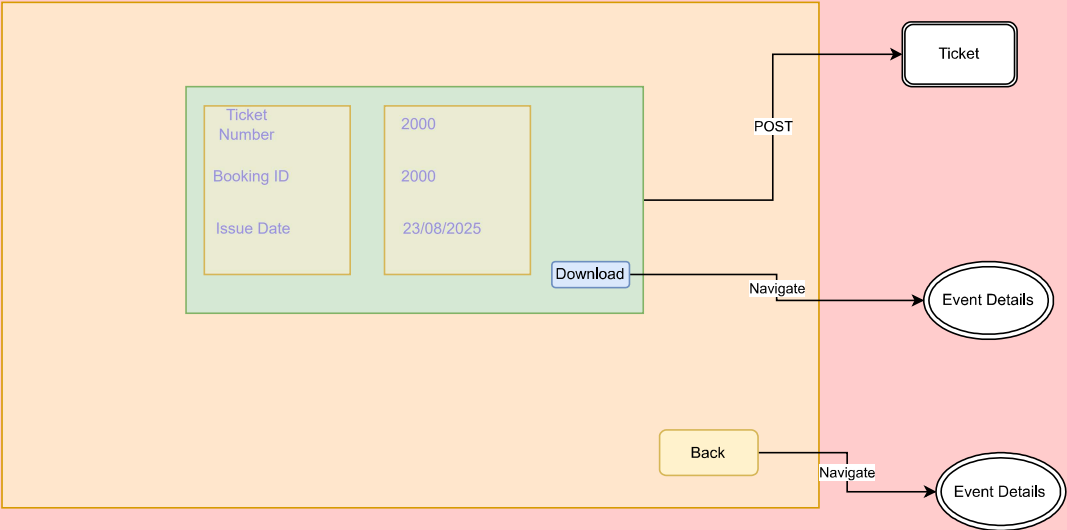 Ticket
Ticket
Number
2000
POST
Booking ID
2000
Issue Date
23/08/2025
Download
Navigate
Event Details
Back
Navigate
Event Details